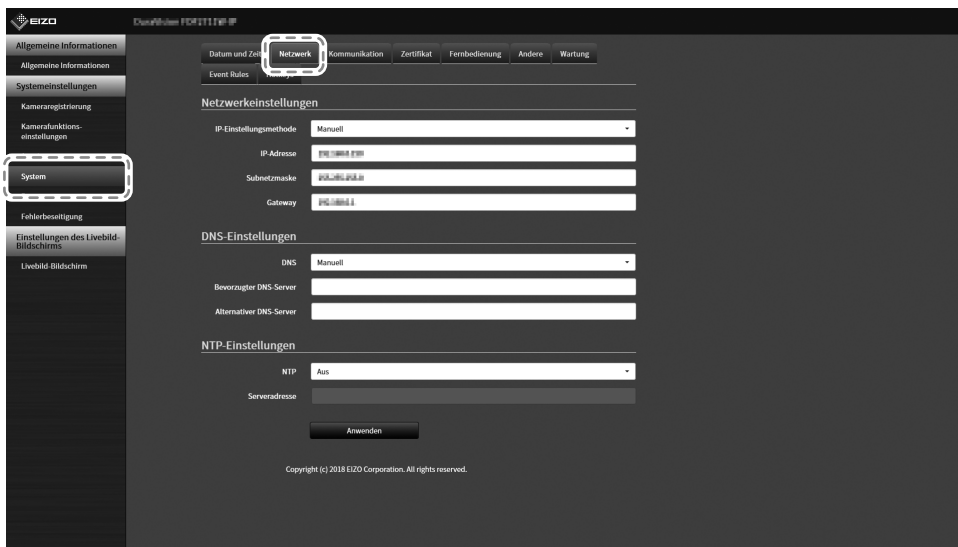 EIZO
Allgemeine Informationen
Allgemeine Informationen
Systemeinstellungen
Kameraregistrierung
Kamerafunktions-
einstellungen
System
Fehlerbeseitigung
Einstellungen des Livebild-
Bildschirms
Livebild-Bildschirm
Datum und Zeit Netzwerk Kommunikation Zertifikat Fernbedienung Andere Wartung
Event Rules
Netzwerkeinstellungen
IP-Einstellungsmethode Manuell
IP-Adresse
Subnetzmaske
Gateway
DNS-Einstellungen
DNS Manuell
Bevorzugter DNS-Server
Alternativer DNS-Server
NTP-Einstellungen
NTP Aus
Serveradresse
Anwenden
Copyright (c) 2018 EIZO Corporation. All rights reserved.